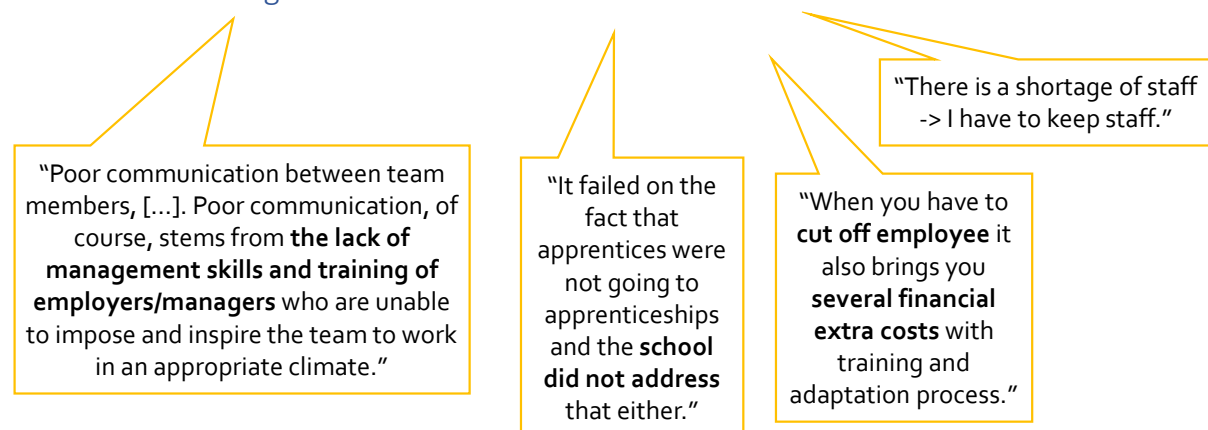 "Poor communication between team
members, [...]. Poor communication, of
course, stems from the lack of
management skills and training of
employers/managers who are unable
to impose and inspire the team to work
in an appropriate climate."
"It failed on the
fact that
apprentices were
not going to
apprenticeships
and the school
did not address
that either."
"When you have to
cut off employee it
also brings you
several financial
extra costs with
training and
adaptation process."
"There is a shortage of staff
-> I have to keep staff."